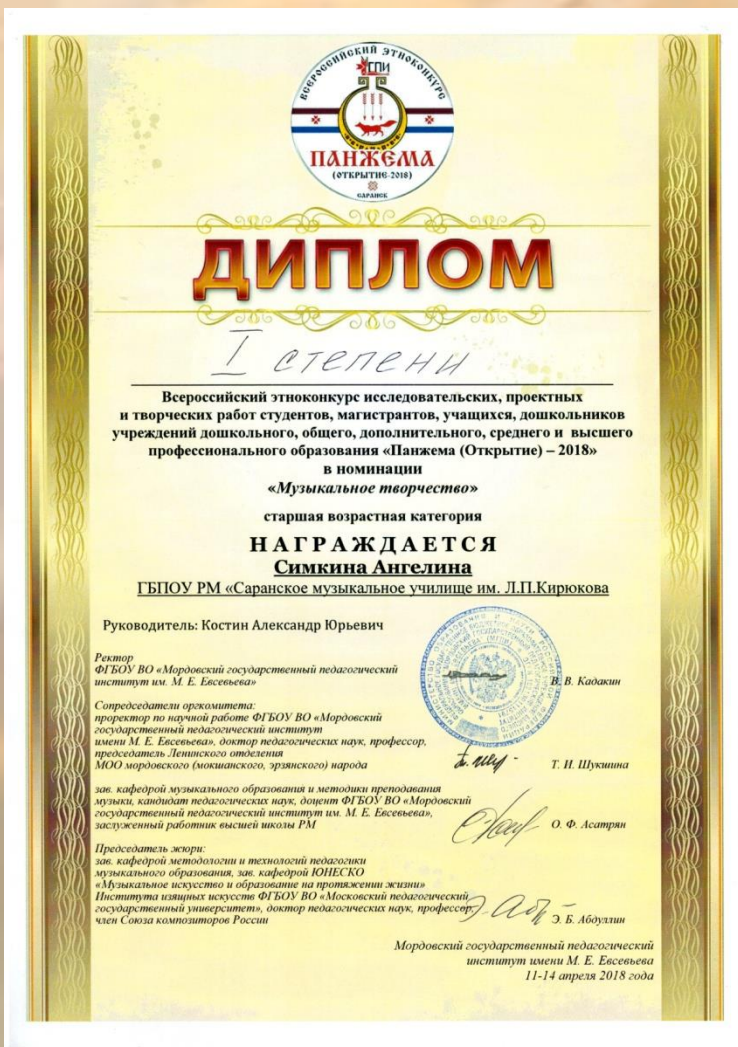 ВСЕРОССИЙСКИЙ ЭТНОКОНКУРС
ПАНЖЕМА
(ОТКРЫТИЕ-2018)
САРАНСК
ДИПЛОМ
I степени
Всероссийский этноконкурс исследовательских, проектных
и творческих работ студентов, магистрантов, учащихся, дошкольников
учреждений дошкольного, общего, дополнительного, среднего и высшего
профессионального образования «Панжема (Открытие) – 2018»
в номинации
«Музыкальное творчество»
старшая возрастная категория
НАГРАЖДАЕТСЯ
Симкина Ангелина
ГБПОУ РМ «Саранское музыкальное училище им. Л.П.Кирюкова
Руководитель: Костин Александр Юрьевич
Ректор
ФГБОУ ВО «Мордовский государственный педагогический
институт им. М. Е. Евсевьева»
В. В. Кадакин
Сопредседатели оргкомитета:
проректор по научной работе ФГБОУ ВО «Мордовский
государственный педагогический институт
имени М. Е. Евсевьева», доктор педагогических наук, профессор,
председатель Ленинского отделения
МОО мордовского (мокшанского, эрзянского) народа
Т. И. Шукшина
зав. кафедрой музыкального образования и методики преподавания
музыки, кандидат педагогических наук, доцент ФГБОУ ВО «Мордовский
государственный педагогический институт им. М. Е. Евсевьева»,
заслуженный работник высшей школы РМ
О. Ф. Асатрян
Председатель жюри:
зав. кафедрой методологии и технологий педагогики
музыкального образования, зав. кафедрой ЮНЕСКО
«Музыкальное искусство и образование на протяжении жизни»
Института изящных искусств ФГБОУ ВО «Московский педагогический
государственный университет», доктор педагогических наук, профессор,
член Союза композиторов России
Э. Б. Абдуллин
Мордовский государственный педагогический
институт имени М. Е. Евсевьева
11-14 апреля 2018 года